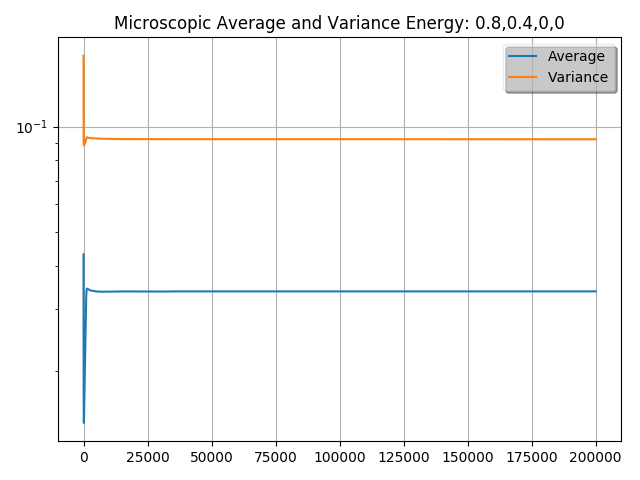 Microscopic Average and Variance Energy: 0.8,0.4,0,0
Average
Variance
10⁻¹
0 25000 50000 75000 100000 125000 150000 175000 200000